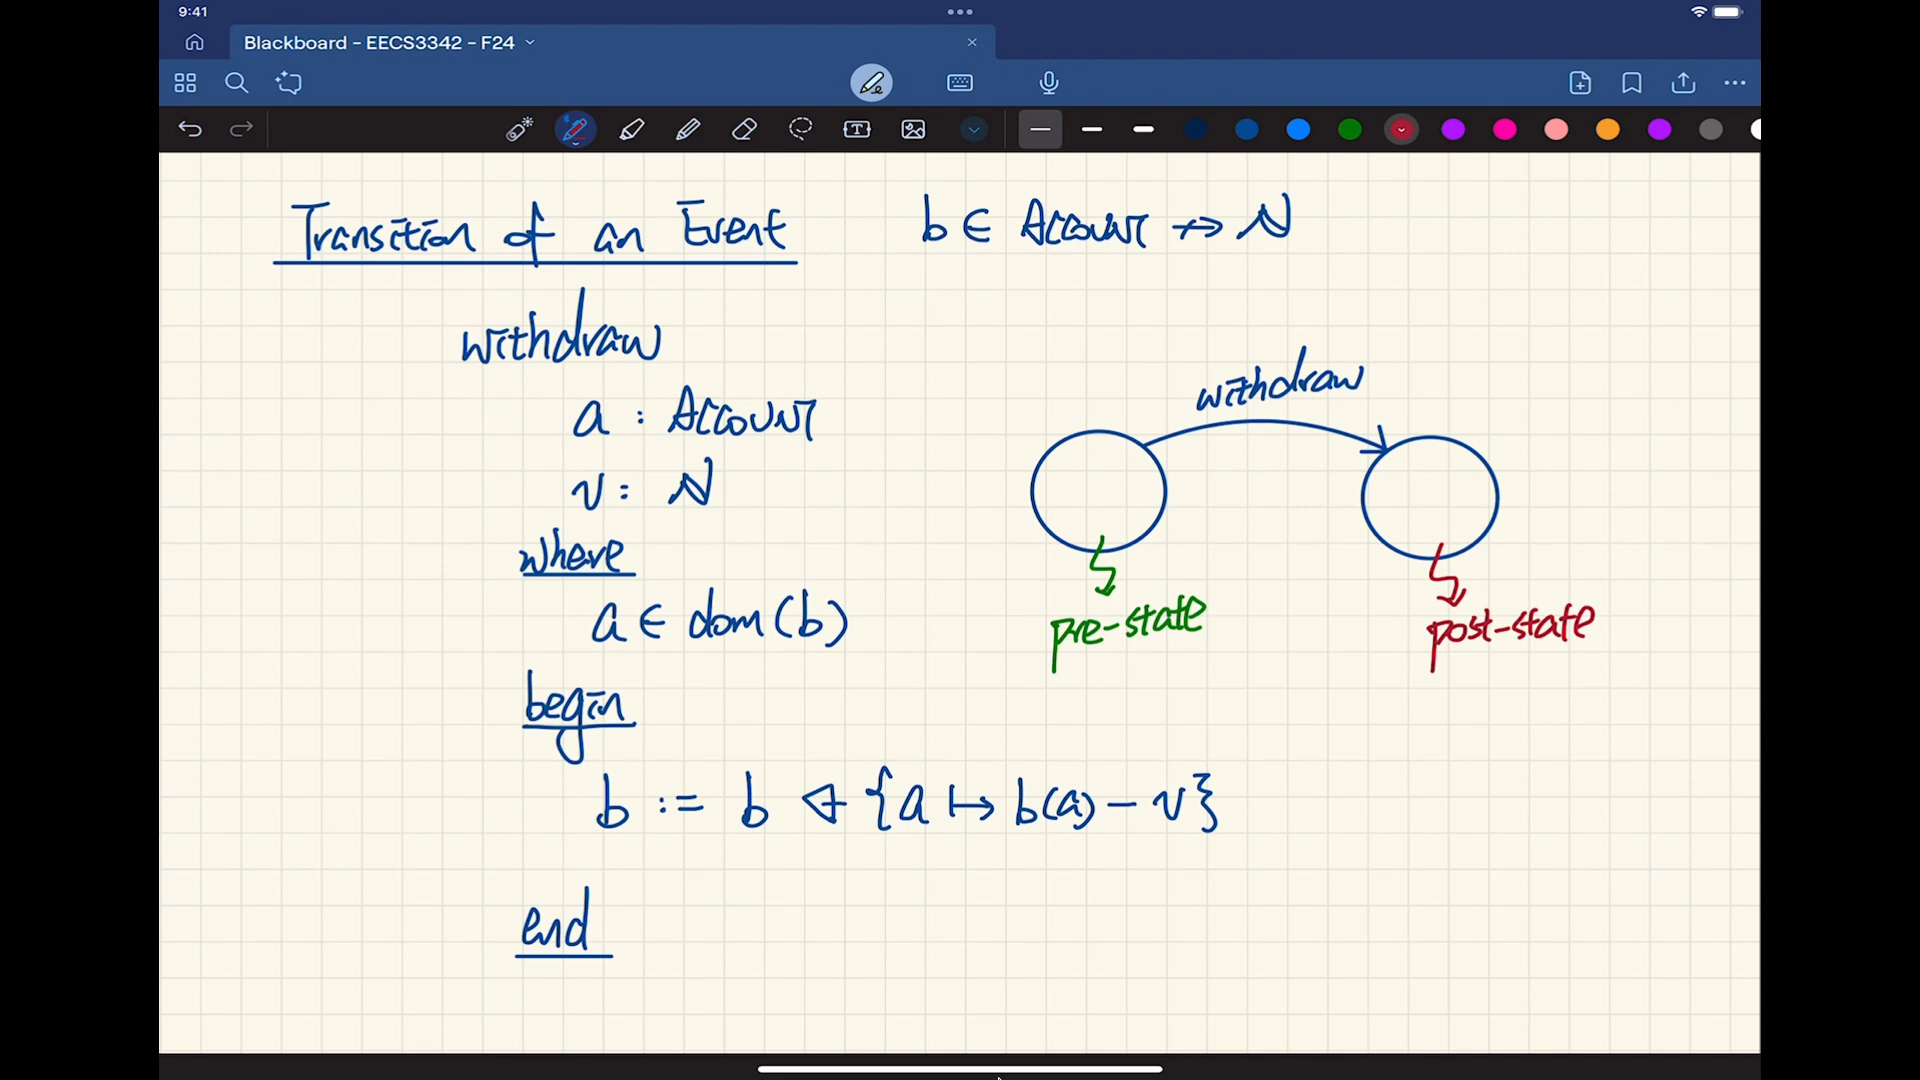 9:41
Blackboard - EECS3342 - F24
Transition of an Event
b ∈ Account ⇸ ℕ
withdraw
a : Account
v : ℕ
where
a ∈ dom(b)
begin
b := b ⩤ {a ↦ b(a) - v}
end
withdraw
pre-state
post-state